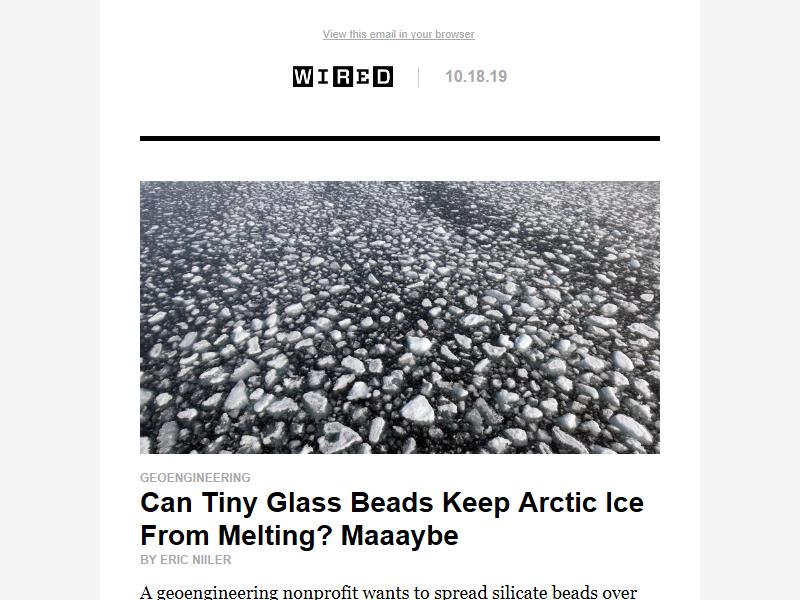 View this email in your browser
WIRED 10.18.19
GEOENGINEERING
Can Tiny Glass Beads Keep Arctic Ice
From Melting? Maaaybe
BY ERIC NIILER
A geoengineering nonprofit wants to spread silicate beads over